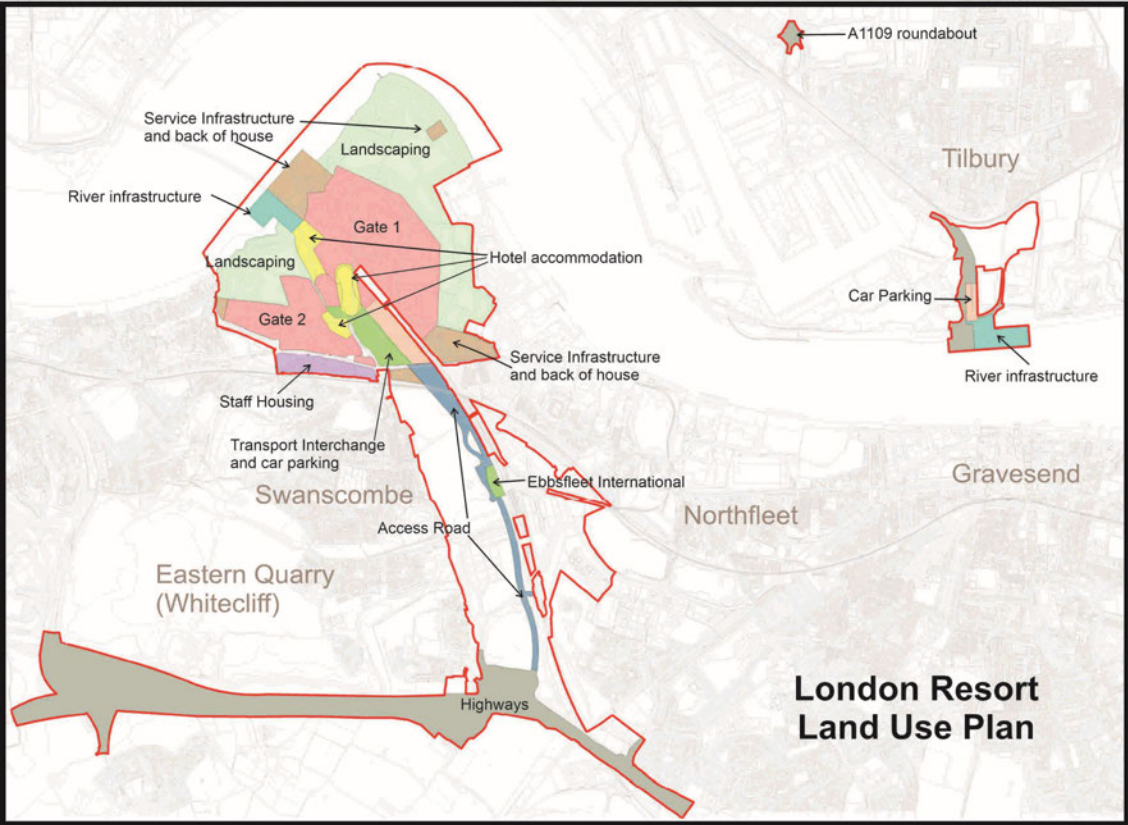 A1109 roundabout
Service Infrastructure
and back of house
Landscaping
Tilbury
River infrastructure
Gate 1
Hotel accommodation
Landscaping
Car Parking
Gate 2
Service Infrastructure
and back of house
River infrastructure
Staff Housing
Transport Interchange
and car parking
Ebbsfleet International
Gravesend
Swanscombe
Northfleet
Access Road
Eastern Quarry
(Whitecliff)
Highways
London Resort
Land Use Plan